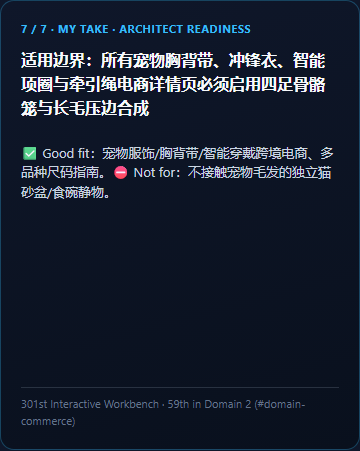 7 / 7 · MY TAKE · ARCHITECT READINESS
适用边界：所有宠物胸背带、冲锋衣、智能
项圈与牵引绳电商详情页必须启用四足骨骼
笼与长毛压边合成
✅ Good fit：宠物服饰/胸背带/智能穿戴跨境电商、多
品种尺码指南。⛔ Not for：不接触宠物毛发的独立猫
砂盆/食碗静物。
301st Interactive Workbench · 59th in Domain 2 (#domain-
commerce)